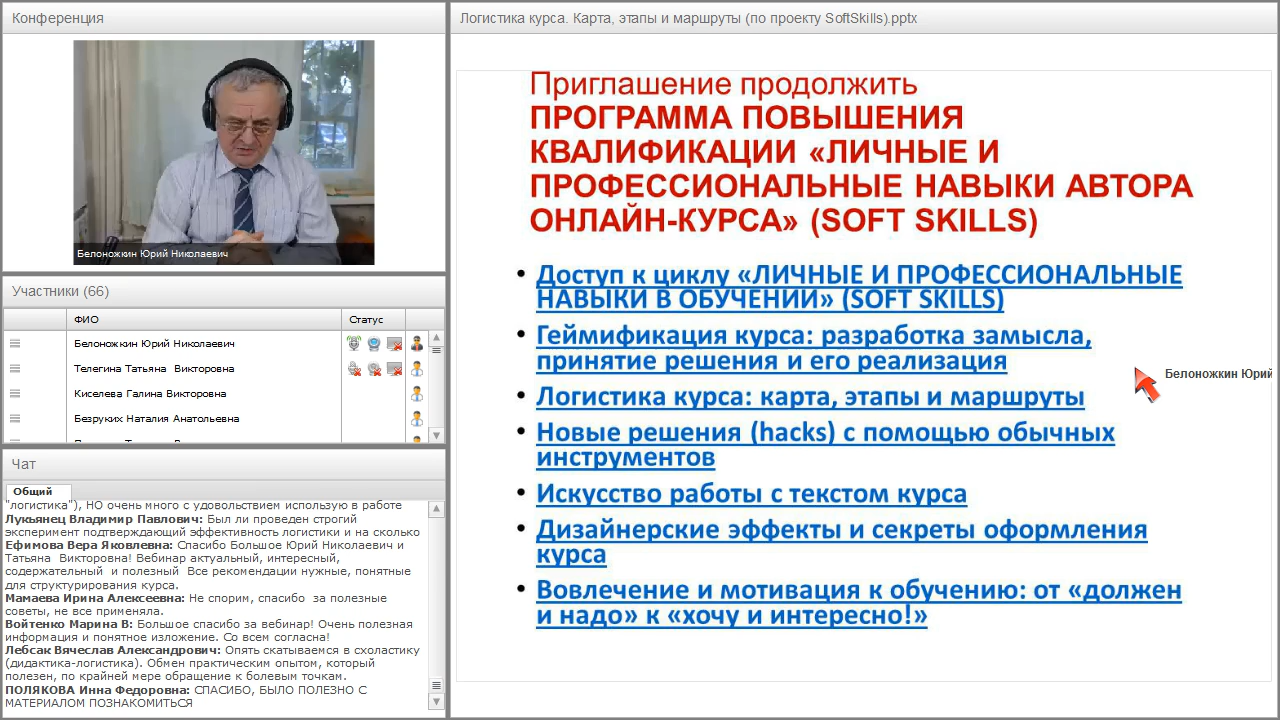 Конференция
Белоножкин Юрий Николаевич
Участники (66)
ФИО
Статус
Белоножкин Юрий Николаевич
Телегина Татьяна Викторовна
Киселева Галина Викторовна
Безруких Наталия Анатольевна
Чат
Общий
"логистика"), НО очень много с удовольствием использую в работе
Лукьянец Владимир Павлович: Был ли проведен строгий
эксперимент подтверждающий эффективность логистики и на сколько
Ефимова Вера Яковлевна: Спасибо Большое Юрий Николаевич и
Татьяна Викторовна! Вебинар актуальный, интересный,
содержательный и полезный Все рекомендации нужные, понятные
для структурирования курса.
Мамаева Ирина Алексеевна: Не спорим, спасибо за полезные
советы, не все применяла.
Войтенко Марина В: Большое спасибо за вебинар! Очень полезная
информация и понятное изложение. Со всем согласна!
Лебсак Вячеслав Александрович: Опять скатываемся в схоластику
(дидактика-логистика). Обмен практическим опытом, который
полезен, по крайней мере обращение к болевым точкам.
ПОЛЯКОВА Инна Федоровна: СПАСИБО, БЫЛО ПОЛЕЗНО С
МАТЕРИАЛОМ ПОЗНАКОМИТЬСЯ
Логистика курса. Карта, этапы и маршруты (по проекту SoftSkills).pptx
Приглашение продолжить
ПРОГРАММА ПОВЫШЕНИЯ
КВАЛИФИКАЦИИ «ЛИЧНЫЕ И
ПРОФЕССИОНАЛЬНЫЕ НАВЫКИ АВТОРА
ОНЛАЙН-КУРСА» (SOFT SKILLS)
• Доступ к циклу «ЛИЧНЫЕ И ПРОФЕССИОНАЛЬНЫЕ
НАВЫКИ В ОБУЧЕНИИ» (SOFT SKILLS)
• Геймификация курса: разработка замысла,
принятие решения и его реализация
• Логистика курса: карта, этапы и маршруты
• Новые решения (hacks) с помощью обычных
инструментов
• Искусство работы с текстом курса
• Дизайнерские эффекты и секреты оформления
курса
• Вовлечение и мотивация к обучению: от «должен
и надо» к «хочу и интересно!»
Белоножкин Юрий